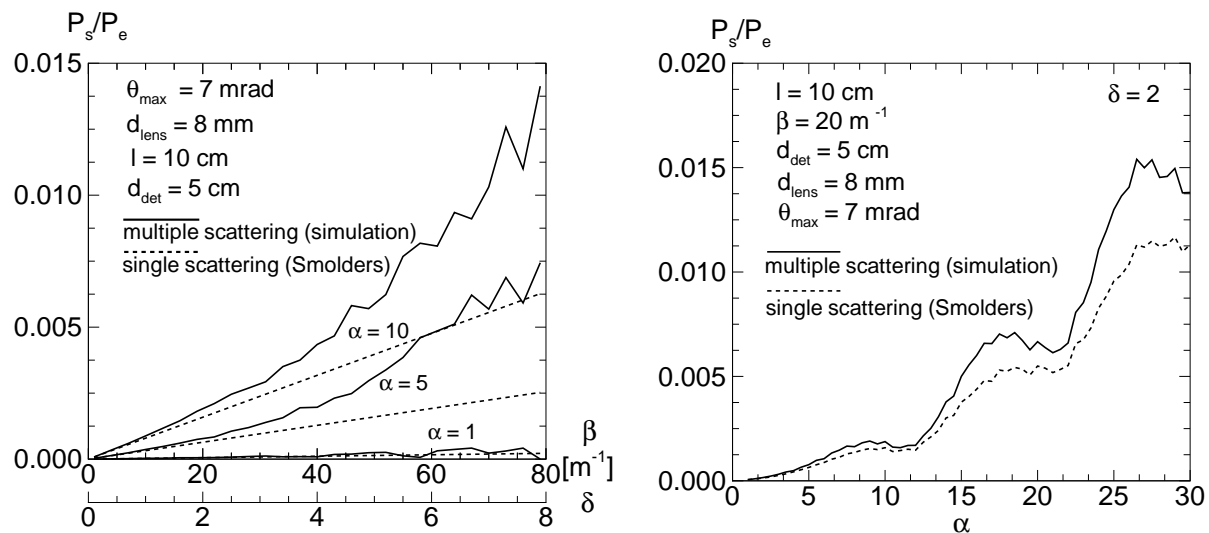 P_s/P_e
0.015
0.010
0.005
0.000
θ_max = 7 mrad
d_lens = 8 mm
l = 10 cm
d_det = 5 cm
multiple scattering (simulation)
single scattering (Smolders)
α = 10
α = 5
α = 1
0 20 40 60 80
β
[m⁻¹]
0 2 4 6 8
δ
P_s/P_e
0.020
0.015
0.010
0.005
0.000
l = 10 cm
β = 20 m⁻¹
d_det = 5 cm
d_lens = 8 mm
θ_max = 7 mrad
δ = 2
multiple scattering (simulation)
single scattering (Smolders)
0 5 10 15 20 25 30
α